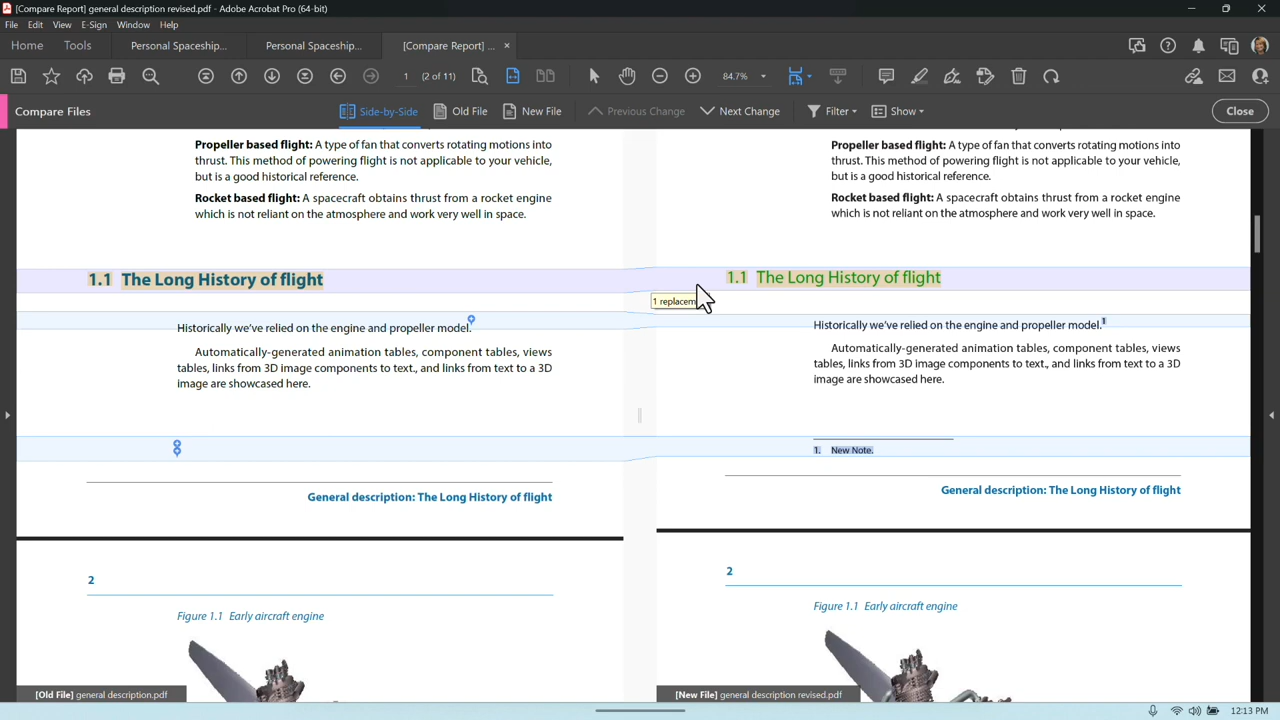 [Compare Report] general description revised.pdf - Adobe Acrobat Pro (64-bit)
File Edit View E-Sign Window Help
Home Tools Personal Spaceship... Personal Spaceship... [Compare Report] ... ×
1 (2 of 11) 84.7%
Compare Files Side-by-Side Old File New File Previous Change Next Change Filter Show Close
Propeller based flight: A type of fan that converts rotating motions into
thrust. This method of powering flight is not applicable to your vehicle,
but is a good historical reference.
Rocket based flight: A spacecraft obtains thrust from a rocket engine
which is not reliant on the atmosphere and work very well in space.
1.1 The Long History of flight
Historically we've relied on the engine and propeller model.
Automatically-generated animation tables, component tables, views
tables, links from 3D image components to text., and links from text to a 3D
image are showcased here.
General description: The Long History of flight
2
Figure 1.1 Early aircraft engine
[Old File] general description.pdf
Propeller based flight: A type of fan that converts rotating motions into
thrust. This method of powering flight is not applicable to your vehicle,
but is a good historical reference.
Rocket based flight: A spacecraft obtains thrust from a rocket engine
which is not reliant on the atmosphere and work very well in space.
1.1 The Long History of flight
1 replacem
Historically we've relied on the engine and propeller model.1
Automatically-generated animation tables, component tables, views
tables, links from 3D image components to text., and links from text to a 3D
image are showcased here.
1. New Note.
General description: The Long History of flight
2
Figure 1.1 Early aircraft engine
[New File] general description revised.pdf
12:13 PM